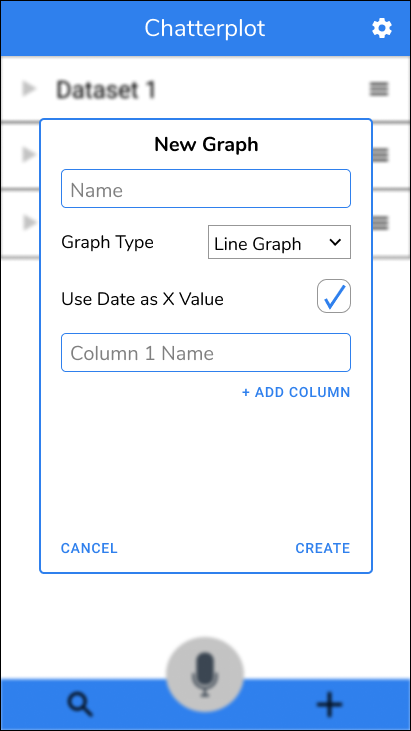 Chatterplot
Dataset 1
New Graph
Name
Graph Type
Line Graph
Use Date as X Value
Column 1 Name
+ ADD COLUMN
CANCEL
CREATE